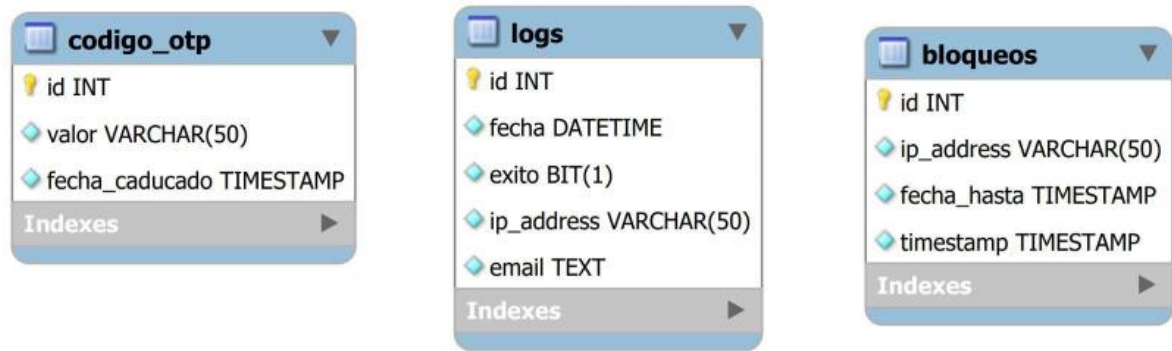 codigo_otp
id INT
valor VARCHAR(50)
fecha_caducado TIMESTAMP
Indexes
logs
id INT
fecha DATETIME
exito BIT(1)
ip_address VARCHAR(50)
email TEXT
Indexes
bloqueos
id INT
ip_address VARCHAR(50)
fecha_hasta TIMESTAMP
timestamp TIMESTAMP
Indexes